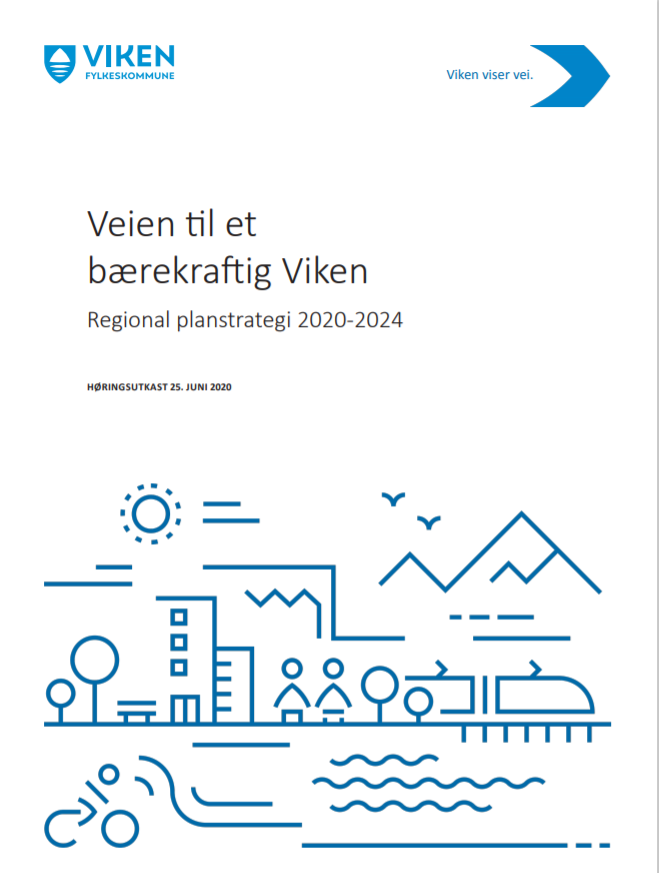 VIKEN
FYLKESKOMMUNE
Viken viser vei.
Veien til et
bærekraftig Viken
Regional planstrategi 2020-2024
HØRINGSUTKAST 25. JUNI 2020